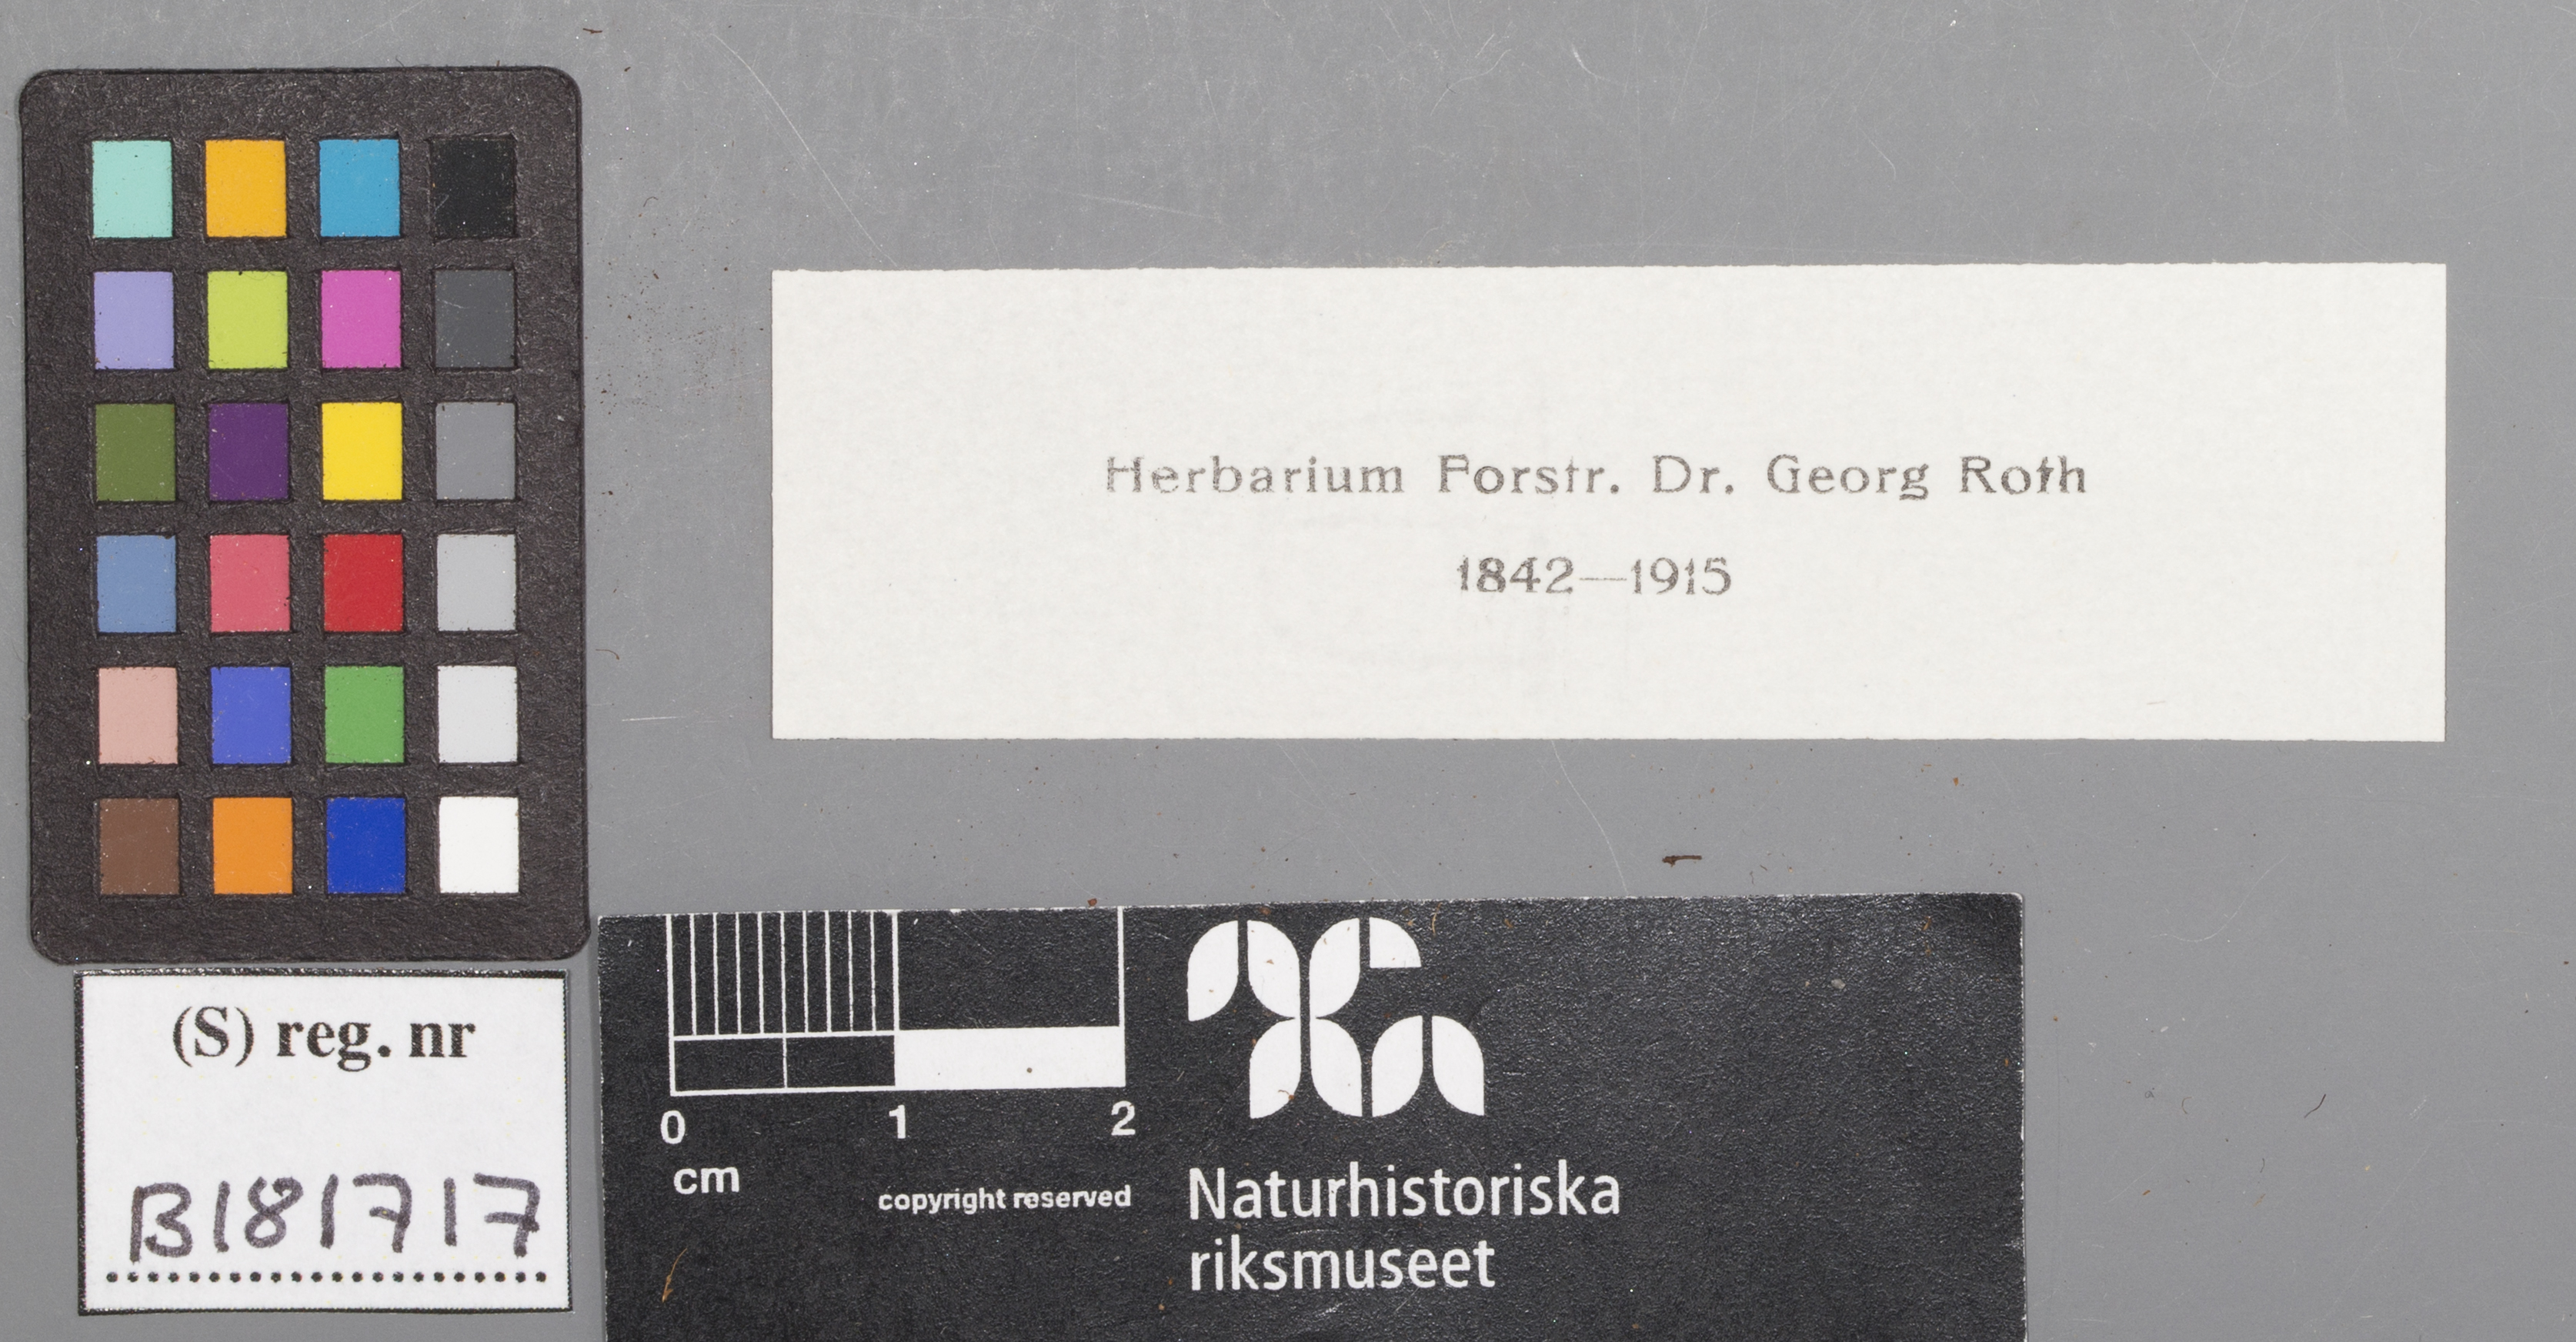 Herbarium Forstr. Dr. Georg Roth
1842—1915
(S) reg. nr
B181717
0 1 2
cm
copyright reserved
Naturhistoriska
riksmuseet